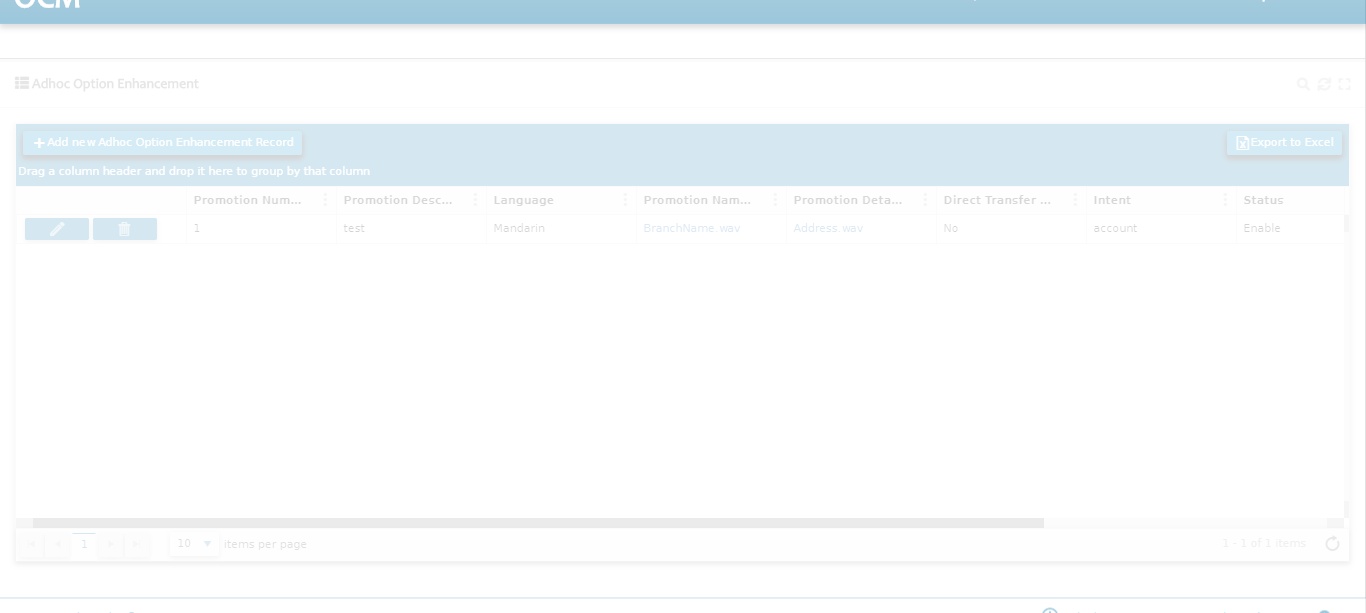 OCM
Adhoc Option Enhancement
Add new Adhoc Option Enhancement Record
Export to Excel
Drag a column header and drop it here to group by that column
Promotion Num... Promotion Desc... Language Promotion Nam... Promotion Deta... Direct Transfer ... Intent Status
1 test Mandarin BranchName.wav Address.wav No account Enable
1 10 items per page 1 - 1 of 1 items